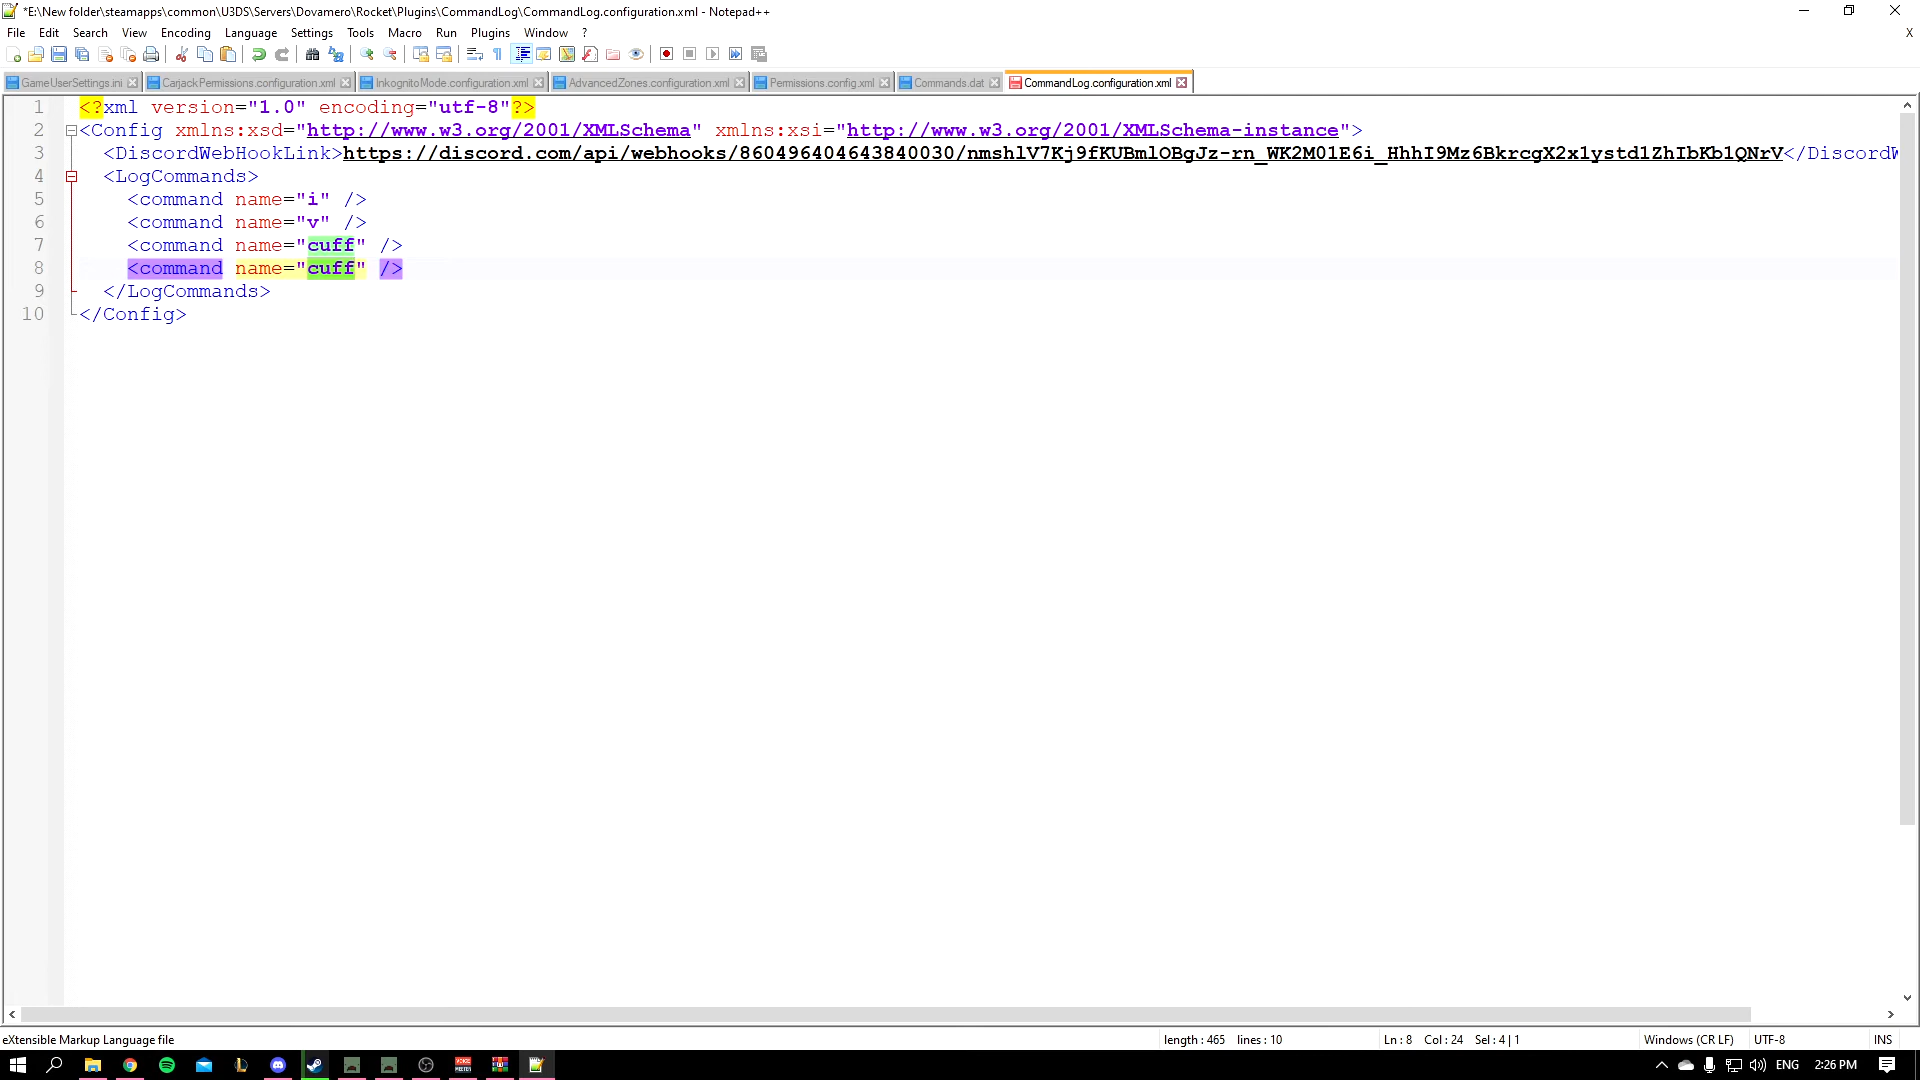 *E:\New folder\steamapps\common\U3DS\Servers\Dovamero\Rocket\Plugins\CommandLog\CommandLog.configuration.xml - Notepad++
File Edit Search View Encoding Language Settings Tools Macro Run Plugins Window ? X
GameUserSettings.ini CarjackPermissions.configuration.xml InkognitoMode.configuration.xml AdvancedZones.configuration.xml Permissions.config.xml Commands.dat CommandLog.configuration.xml
1 <?xml version="1.0" encoding="utf-8"?>
2 <Config xmlns:xsd="http://www.w3.org/2001/XMLSchema" xmlns:xsi="http://www.w3.org/2001/XMLSchema-instance">
3 <DiscordWebHookLink>https://discord.com/api/webhooks/860496404643840030/nmshlV7Kj9fKUBmlOBgJz-rn_WK2M01E6i_HhhI9Mz6BkrcgX2x1ystd1ZhIbKb1QNrV</DiscordW
4 <LogCommands>
5 <command name="i" />
6 <command name="v" />
7 <command name="cuff" />
8 <command name="cuff" />
9 </LogCommands>
10 </Config>
eXtensible Markup Language file length : 465 lines : 10 Ln : 8 Col : 24 Sel : 4 | 1 Windows (CR LF) UTF-8 INS
ENG 2:26 PM